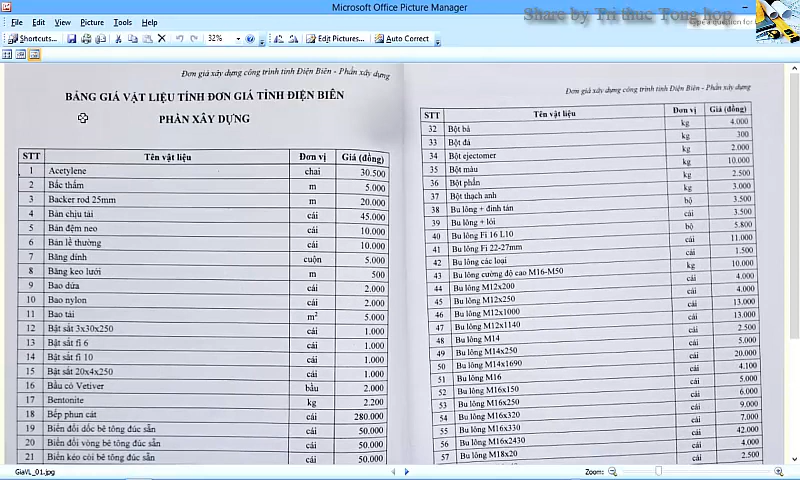 Microsoft Office Picture Manager
Share by Tri thuc Tong hop
File Edit View Picture Tools Help
Type a question for
Shortcuts... 32% Edit Pictures... Auto Correct
Đơn giá xây dựng công trình tỉnh Điện Biên - Phần xây dựng
BẢNG GIÁ VẬT LIỆU TÍNH ĐƠN GIÁ TỈNH ĐIỆN BIÊN
PHẦN XÂY DỰNG
STT Tên vật liệu Đơn vị Giá (đồng)
1 Acetylene chai 30.500
2 Bấc thấm m 5.000
3 Backer rod 25mm m 20.000
4 Bản chịu tải cái 45.000
5 Bản đệm neo cái 10.000
6 Bản lề thường cái 10.000
7 Băng dính cuộn 5.000
8 Băng keo lưới m 500
9 Bao dứa cái 2.000
10 Bao nylon cái 2.000
11 Bao tải m² 5.000
12 Bật sắt 3x30x250 cái 1.000
13 Bật sắt fi 6 cái 1.000
14 Bật sắt fi 10 cái 1.000
15 Bật sắt 20x4x250 cái 1.000
16 Bầu cỏ Vetiver bầu 2.000
17 Bentonite kg 2.200
18 Bếp phun cát cái 280.000
19 Biển đổi dốc bê tông đúc sẵn cái 50.000
20 Biển đổi vòng bê tông đúc sẵn cái 50.000
21 Biển kéo còi bê tông đúc sẵn cái 50.000
Đơn giá xây dựng công trình tỉnh Điện Biên - Phần xây dựng
STT Tên vật liệu Đơn vị Giá (đồng)
32 Bột bả kg 4.000
33 Bột đá kg 300
34 Bột ejectomer kg 2.000
35 Bột màu kg 10.000
36 Bột phấn kg 2.500
37 Bột thạch anh kg 3.000
38 Bu lông + đinh tán bộ 3.500
39 Bu lông + lói cái 3.500
40 Bu lông Fi 16 L10 bộ 5.800
41 Bu lông Fi 22-27mm cái 11.000
42 Bu lông các loại cái 1.500
43 Bu lông cường độ cao M16-M50 kg 10.000
44 Bu lông M12x200 cái 4.000
45 Bu lông M12x250 cái 4.000
46 Bu lông M12x1000 cái 13.000
47 Bu lông M12x1140 cái 13.000
48 Bu lông M14 cái 2.500
49 Bu lông M14x250 cái 5.000
50 Bu lông M14x1690 cái 20.000
51 Bu lông M16 cái 4.100
52 Bu lông M16x150 cái 5.000
53 Bu lông M16x250 cái 6.000
54 Bu lông M16x320 cái 9.000
55 Bu lông M16x330 cái 7.000
56 Bu lông M16x2430 cái 42.000
57 Bu lông M18x20 cái 4.000
cái 2.500
GiaVL_01.jpg
Zoom: